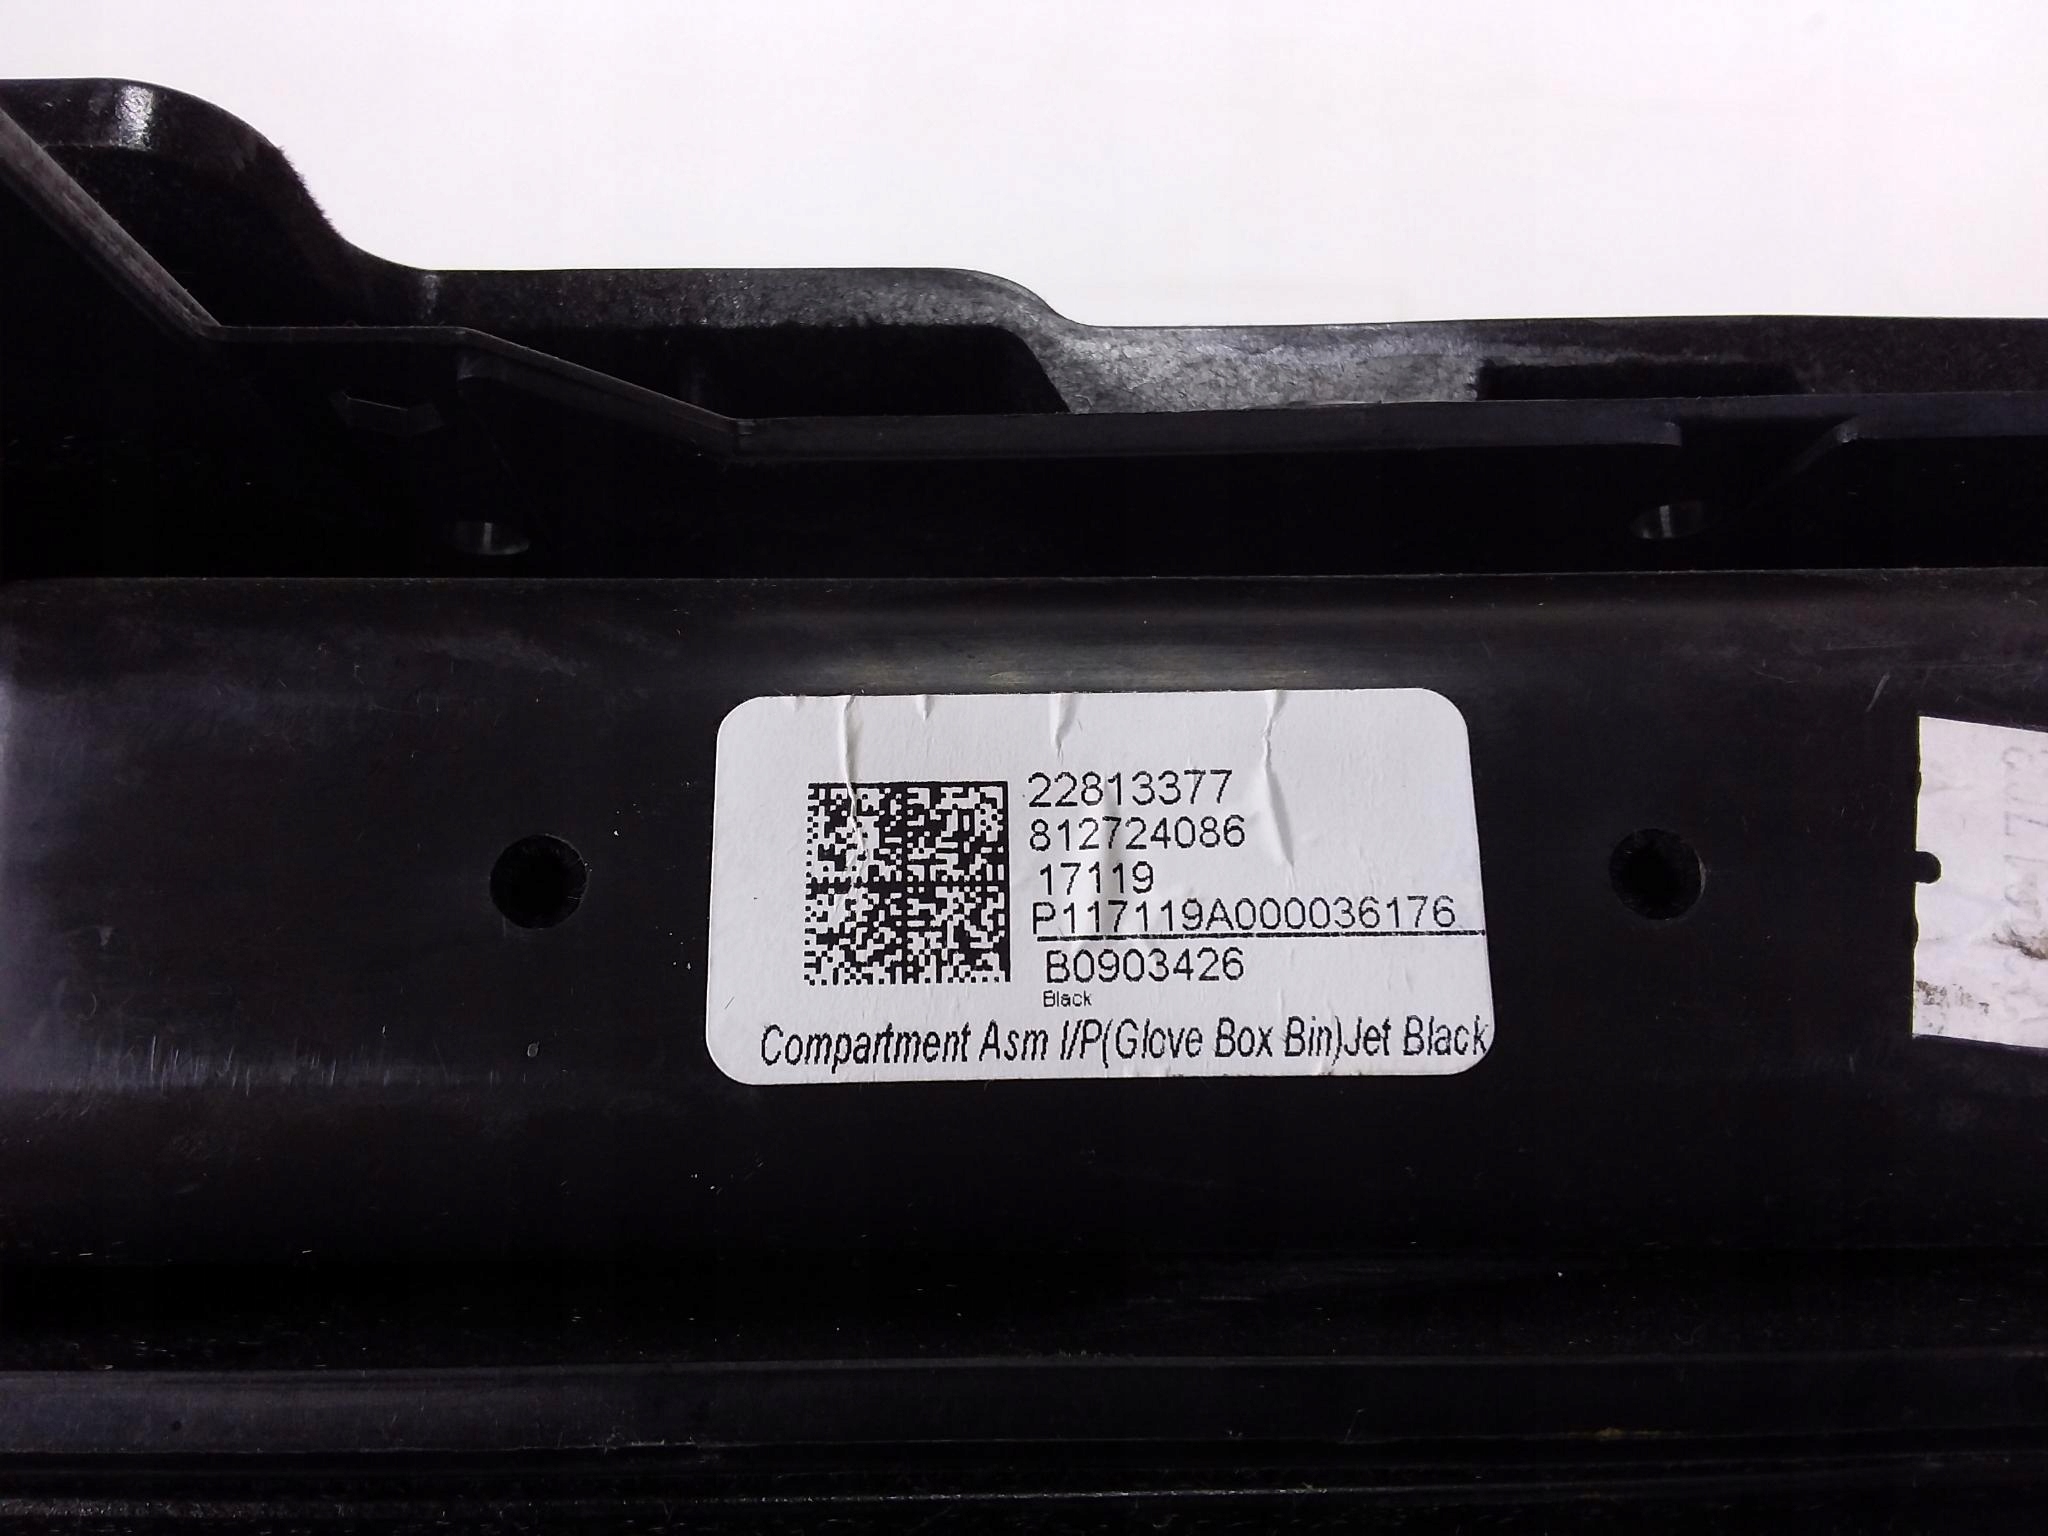 22813377
812724086
17119
P117119A000036176
B0903426
Black
Compartment Asm I/P(Glove Box Bin)Jet Black